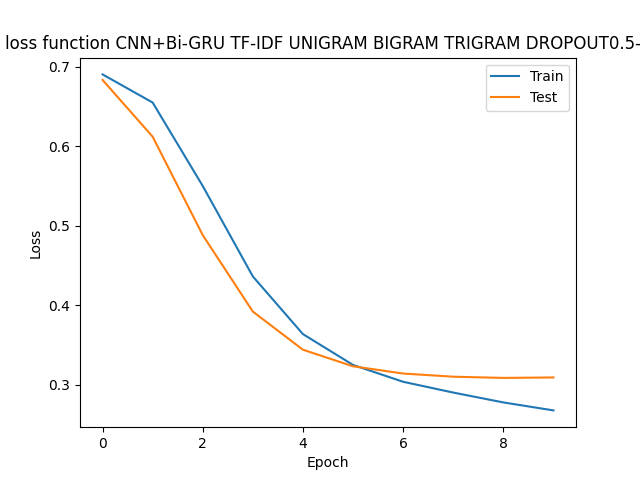 loss function CNN+Bi-GRU TF-IDF UNIGRAM BIGRAM TRIGRAM DROPOUT0.5-
Train
Test
0.7
0.6
0.5
0.4
0.3
Loss
0 2 4 6 8
Epoch